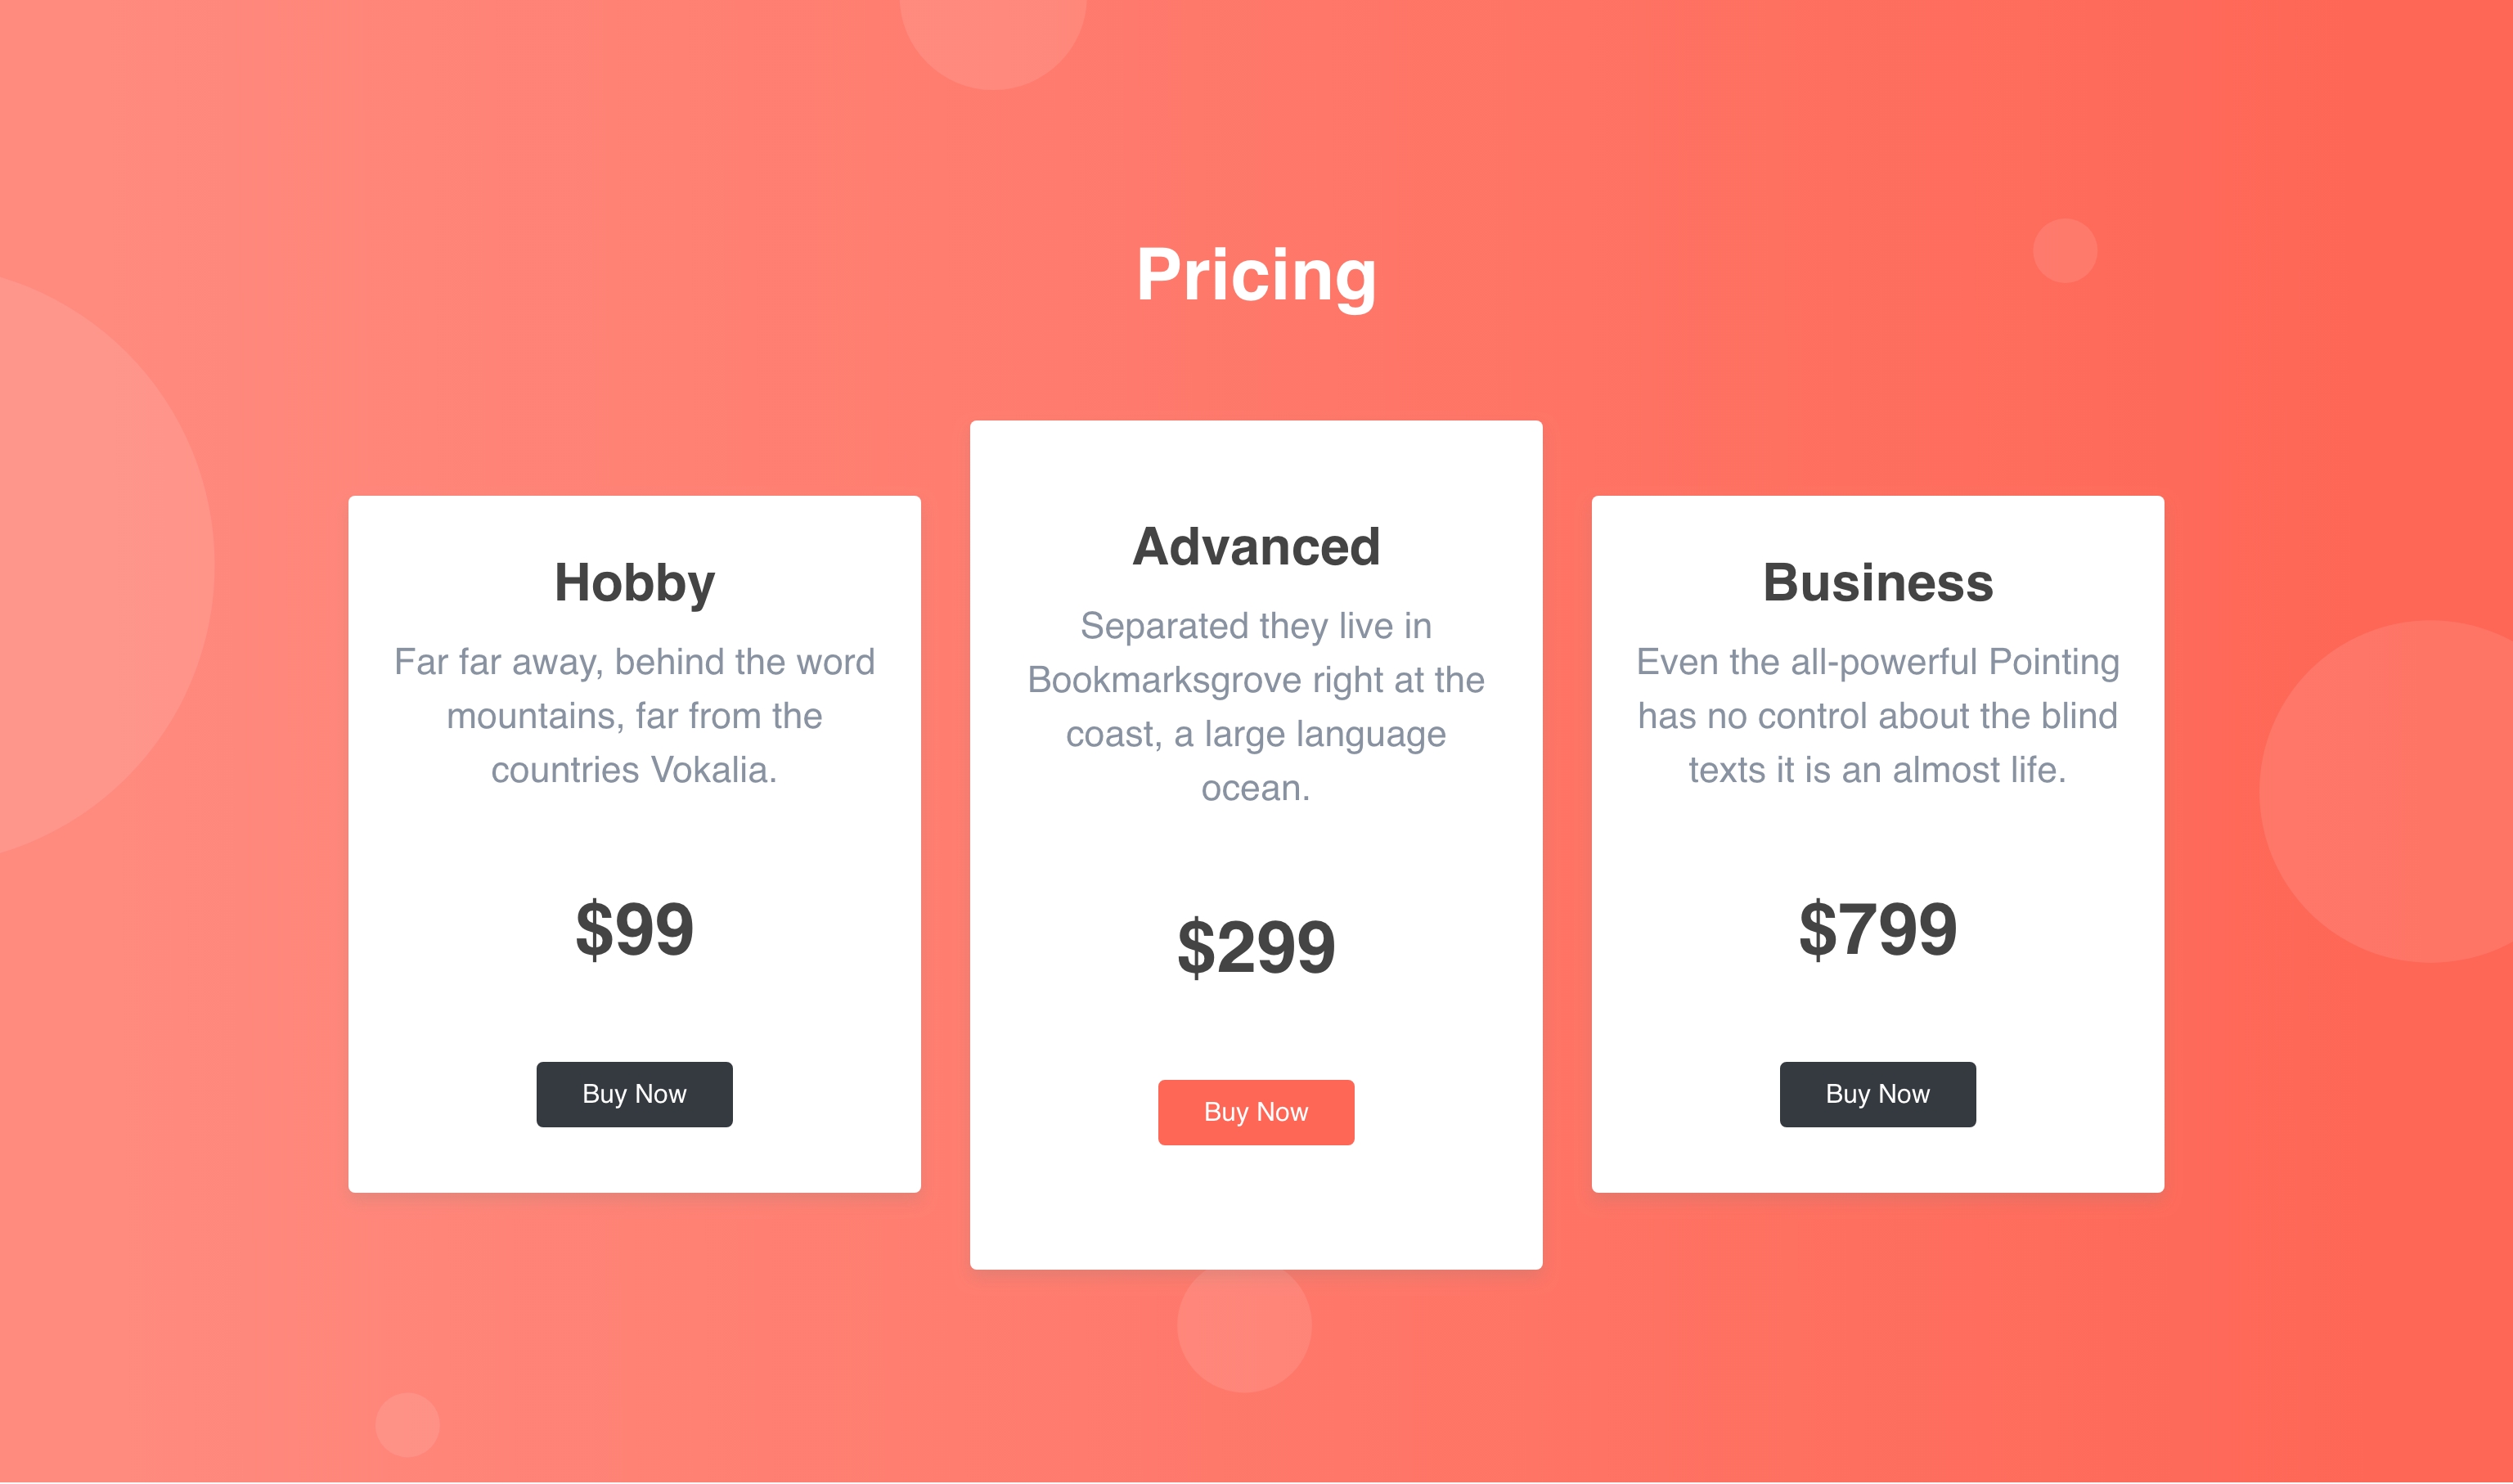 Pricing
Hobby
Far far away, behind the word
mountains, far from the
countries Vokalia.
$99
Buy Now
Advanced
Separated they live in
Bookmarksgrove right at the
coast, a large language
ocean.
$299
Buy Now
Business
Even the all-powerful Pointing
has no control about the blind
texts it is an almost life.
$799
Buy Now